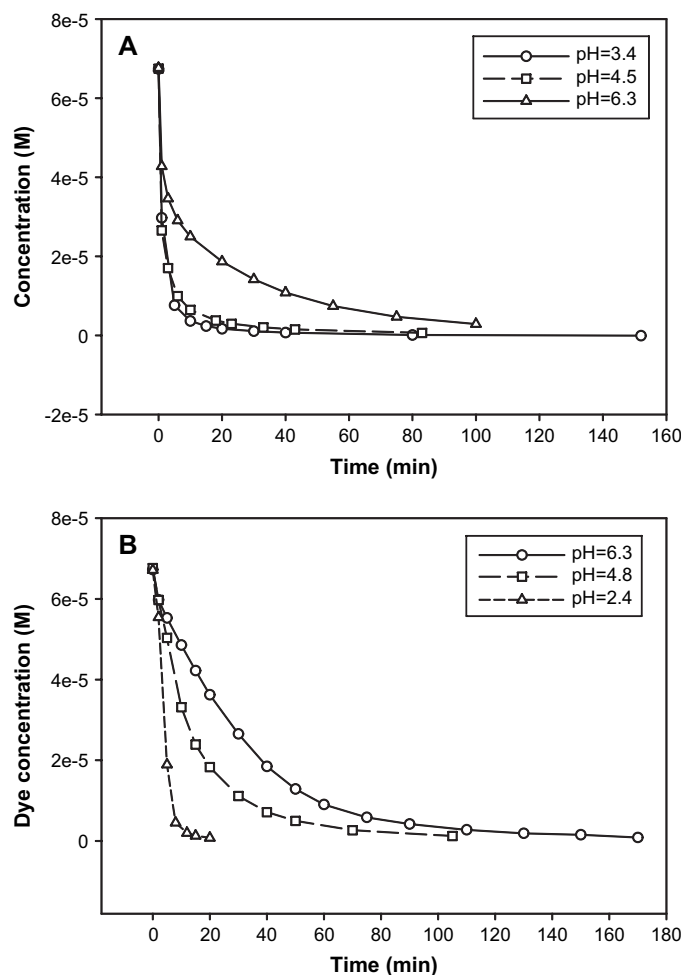 A
pH=3.4
pH=4.5
pH=6.3
8e-5
6e-5
4e-5
2e-5
0
-2e-5
Concentration (M)
0 20 40 60 80 100 120 140 160
Time (min)
B
pH=6.3
pH=4.8
pH=2.4
8e-5
6e-5
4e-5
2e-5
0
Dye concentration (M)
0 20 40 60 80 100 120 140 160 180
Time (min)